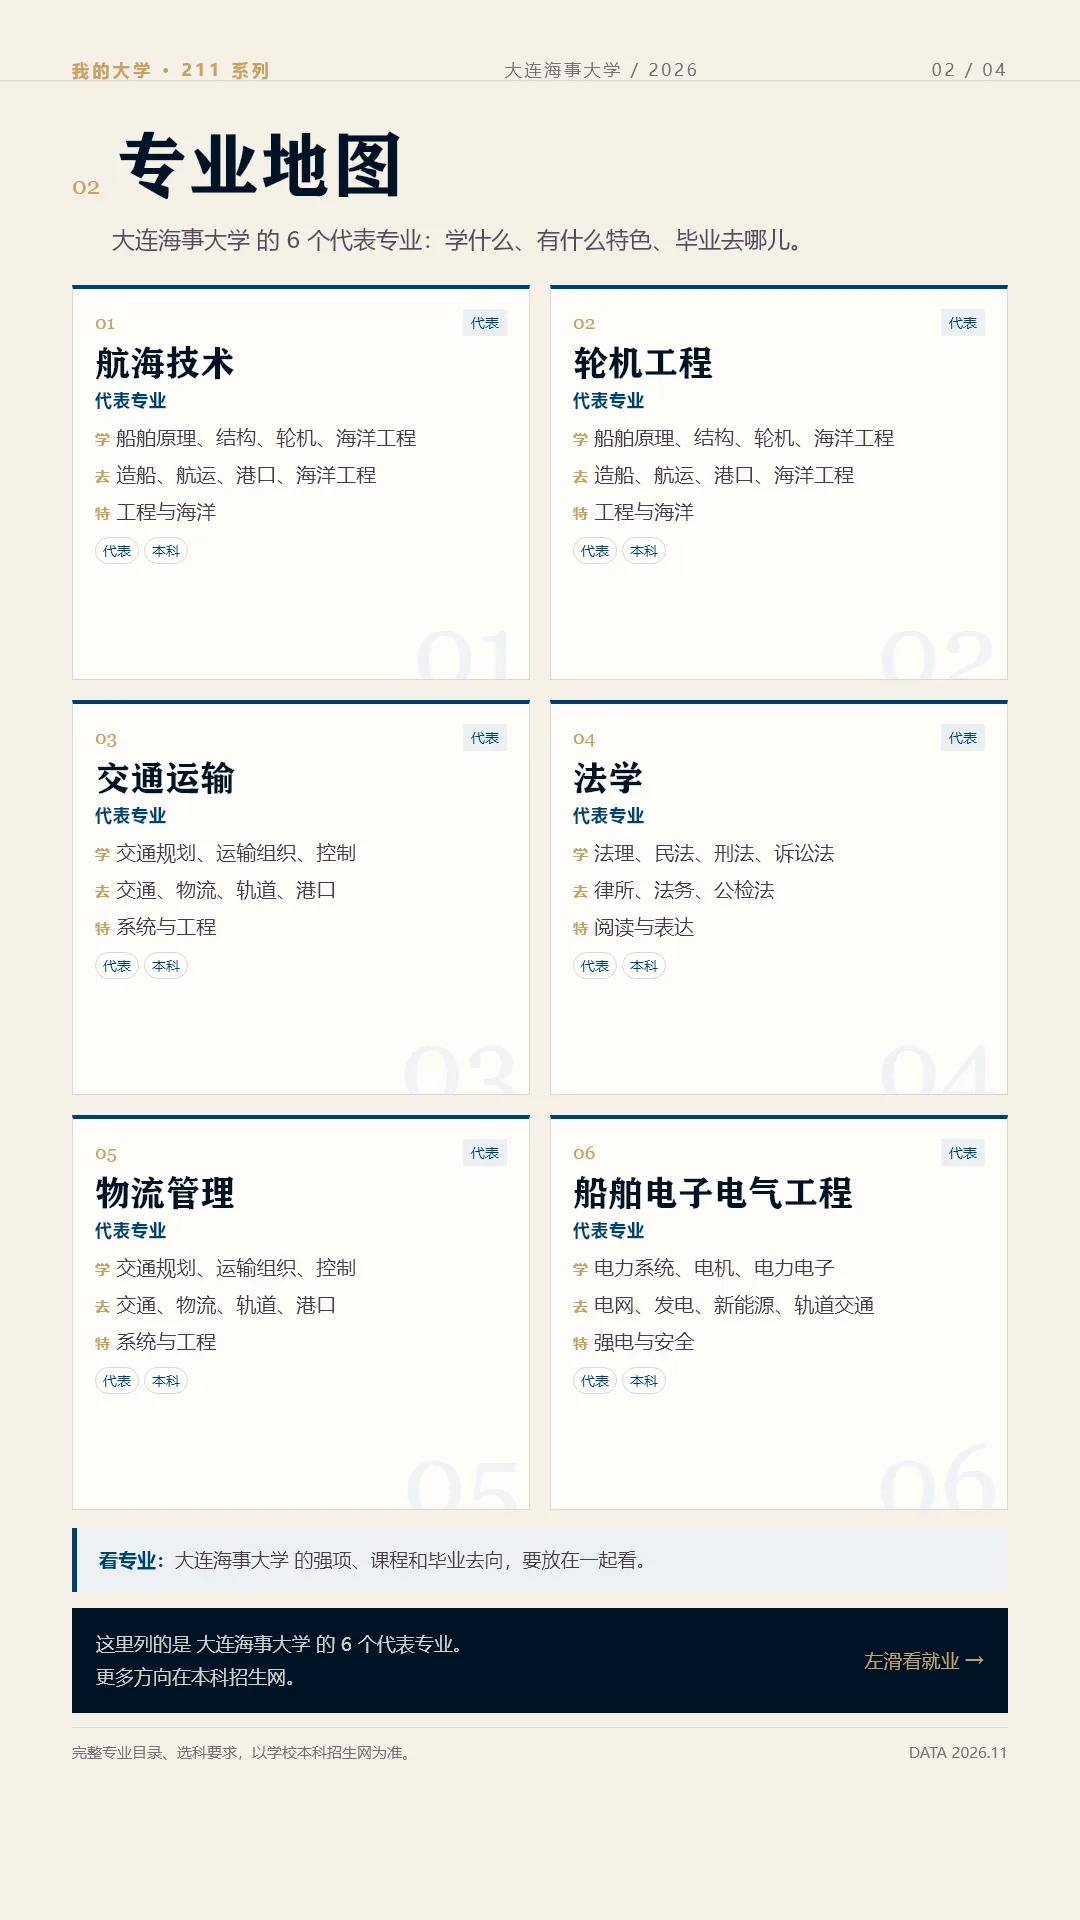 我的大学 · 211 系列
大连海事大学 / 2026
02 / 04
02 专业地图
大连海事大学 的 6 个代表专业：学什么、有什么特色、毕业去哪儿。
01
代表
航海技术
代表专业
学 船舶原理、结构、轮机、海洋工程
去 造船、航运、港口、海洋工程
特 工程与海洋
代表 本科
01
02
代表
轮机工程
代表专业
学 船舶原理、结构、轮机、海洋工程
去 造船、航运、港口、海洋工程
特 工程与海洋
代表 本科
02
03
代表
交通运输
代表专业
学 交通规划、运输组织、控制
去 交通、物流、轨道、港口
特 系统与工程
代表 本科
03
04
代表
法学
代表专业
学 法理、民法、刑法、诉讼法
去 律所、法务、公检法
特 阅读与表达
代表 本科
04
05
代表
物流管理
代表专业
学 交通规划、运输组织、控制
去 交通、物流、轨道、港口
特 系统与工程
代表 本科
05
06
代表
船舶电子电气工程
代表专业
学 电力系统、电机、电力电子
去 电网、发电、新能源、轨道交通
特 强电与安全
代表 本科
06
看专业：大连海事大学 的强项、课程和毕业去向，要放在一起看。
这里列的是 大连海事大学 的 6 个代表专业。
更多方向在本科招生网。
左滑看就业 →
完整专业目录、选科要求，以学校本科招生网为准。
DATA 2026.11